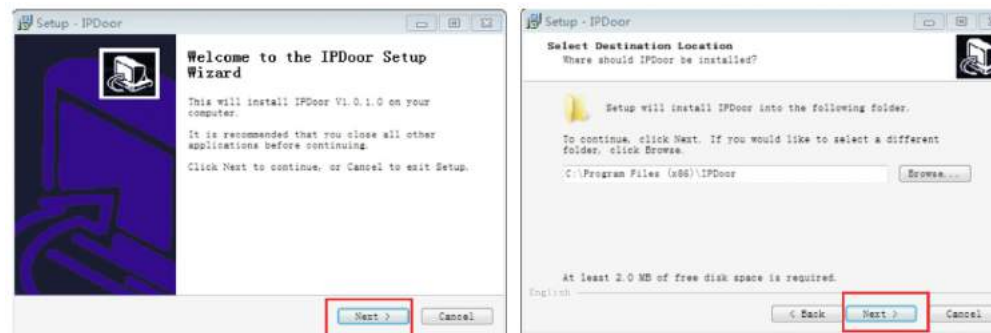 Setup - IPDoor
Welcome to the IPDoor Setup
Wizard
This will install IPDoor V1.0.1.0 on your
computer.
It is recommended that you close all other
applications before continuing.
Click Next to continue, or Cancel to exit Setup.
Next >
Cancel
Setup - IPDoor
Select Destination Location
Where should IPDoor be installed?
Setup will install IPDoor into the following folder.
To continue, click Next. If you would like to select a different
folder, click Browse.
C:\Program Files (x86)\IPDoor
Browse...
At least 2.0 MB of free disk space is required.
English
< Back
Next >
Cancel